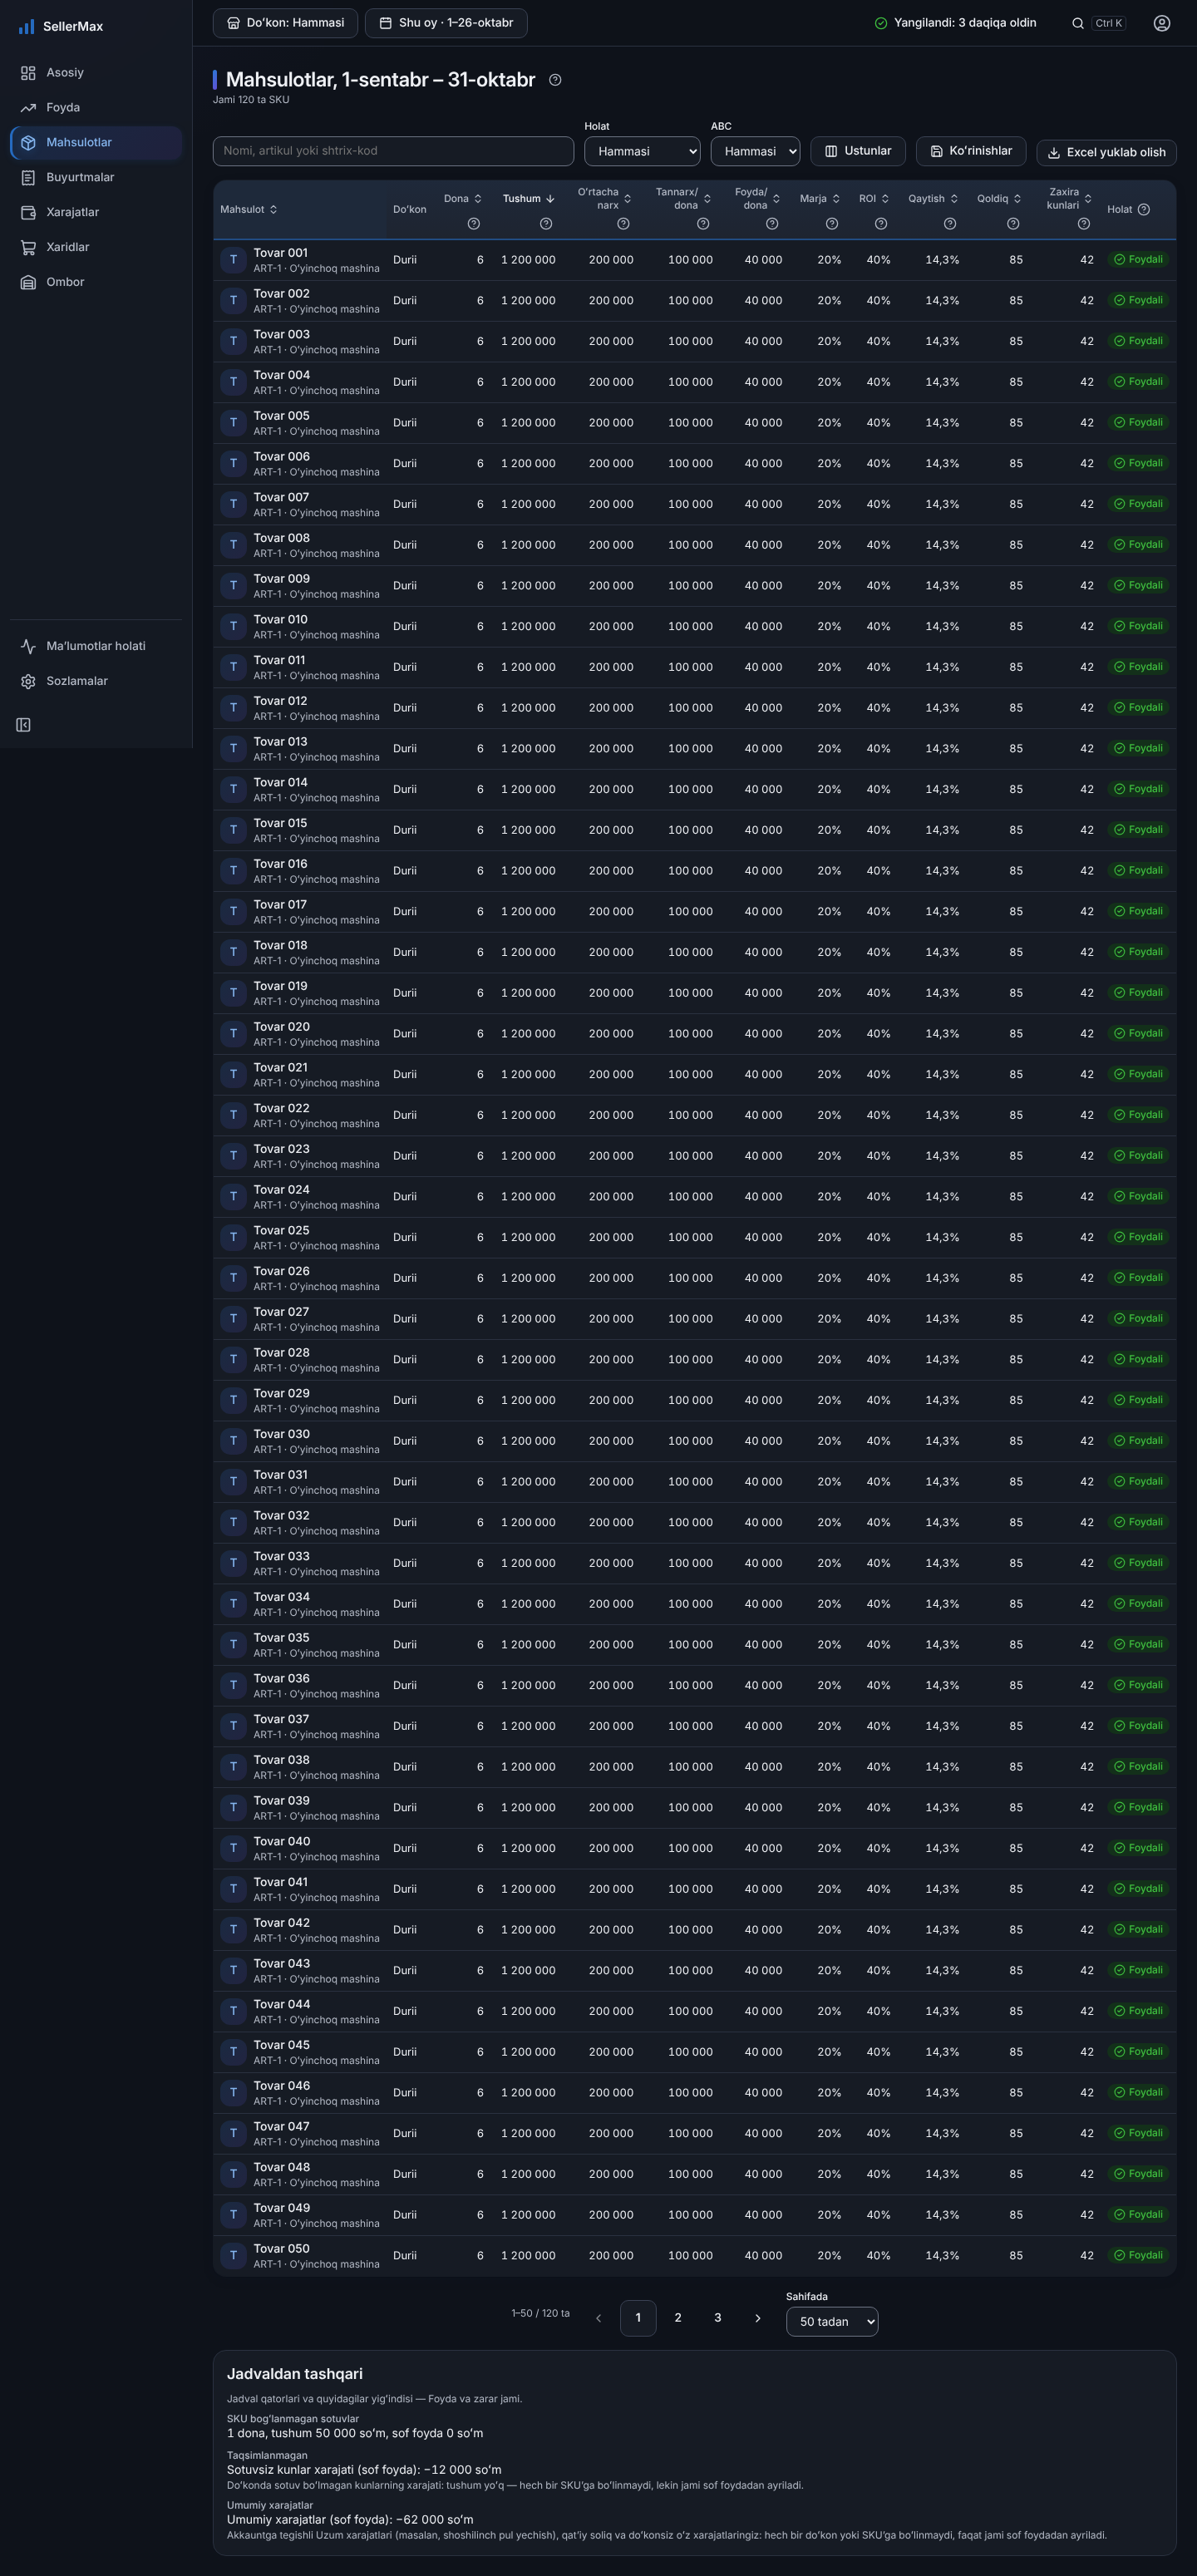 SellerMax
Asosiy
Foyda
Mahsulotlar
Buyurtmalar
Xarajatlar
Xaridlar
Ombor
Ma’lumotlar holati
Sozlamalar
Do‘kon: Hammasi
Shu oy · 1–26-oktabr
Yangilandi: 3 daqiqa oldin
Ctrl K
Mahsulotlar, 1-sentabr – 31-oktabr
Jami 120 ta SKU
Nomi, artikul yoki shtrix-kod
Holat
Hammasi
ABC
Hammasi
Ustunlar
Ko‘rinishlar
Excel yuklab olish
Mahsulot Do‘kon Dona Tushum O‘rtacha narx Tannarx/dona Foyda/dona Marja ROI Qaytish Qoldiq Zaxira kunlari Holat
T Tovar 001 Durii 6 1 200 000 200 000 100 000 40 000 20% 40% 14,3% 85 42 Foydali
ART-1 · O‘yinchoq mashina
T Tovar 002 Durii 6 1 200 000 200 000 100 000 40 000 20% 40% 14,3% 85 42 Foydali
ART-1 · O‘yinchoq mashina
T Tovar 003 Durii 6 1 200 000 200 000 100 000 40 000 20% 40% 14,3% 85 42 Foydali
ART-1 · O‘yinchoq mashina
T Tovar 004 Durii 6 1 200 000 200 000 100 000 40 000 20% 40% 14,3% 85 42 Foydali
ART-1 · O‘yinchoq mashina
T Tovar 005 Durii 6 1 200 000 200 000 100 000 40 000 20% 40% 14,3% 85 42 Foydali
ART-1 · O‘yinchoq mashina
T Tovar 006 Durii 6 1 200 000 200 000 100 000 40 000 20% 40% 14,3% 85 42 Foydali
ART-1 · O‘yinchoq mashina
T Tovar 007 Durii 6 1 200 000 200 000 100 000 40 000 20% 40% 14,3% 85 42 Foydali
ART-1 · O‘yinchoq mashina
T Tovar 008 Durii 6 1 200 000 200 000 100 000 40 000 20% 40% 14,3% 85 42 Foydali
ART-1 · O‘yinchoq mashina
T Tovar 009 Durii 6 1 200 000 200 000 100 000 40 000 20% 40% 14,3% 85 42 Foydali
ART-1 · O‘yinchoq mashina
T Tovar 010 Durii 6 1 200 000 200 000 100 000 40 000 20% 40% 14,3% 85 42 Foydali
ART-1 · O‘yinchoq mashina
T Tovar 011 Durii 6 1 200 000 200 000 100 000 40 000 20% 40% 14,3% 85 42 Foydali
ART-1 · O‘yinchoq mashina
T Tovar 012 Durii 6 1 200 000 200 000 100 000 40 000 20% 40% 14,3% 85 42 Foydali
ART-1 · O‘yinchoq mashina
T Tovar 013 Durii 6 1 200 000 200 000 100 000 40 000 20% 40% 14,3% 85 42 Foydali
ART-1 · O‘yinchoq mashina
T Tovar 014 Durii 6 1 200 000 200 000 100 000 40 000 20% 40% 14,3% 85 42 Foydali
ART-1 · O‘yinchoq mashina
T Tovar 015 Durii 6 1 200 000 200 000 100 000 40 000 20% 40% 14,3% 85 42 Foydali
ART-1 · O‘yinchoq mashina
T Tovar 016 Durii 6 1 200 000 200 000 100 000 40 000 20% 40% 14,3% 85 42 Foydali
ART-1 · O‘yinchoq mashina
T Tovar 017 Durii 6 1 200 000 200 000 100 000 40 000 20% 40% 14,3% 85 42 Foydali
ART-1 · O‘yinchoq mashina
T Tovar 018 Durii 6 1 200 000 200 000 100 000 40 000 20% 40% 14,3% 85 42 Foydali
ART-1 · O‘yinchoq mashina
T Tovar 019 Durii 6 1 200 000 200 000 100 000 40 000 20% 40% 14,3% 85 42 Foydali
ART-1 · O‘yinchoq mashina
T Tovar 020 Durii 6 1 200 000 200 000 100 000 40 000 20% 40% 14,3% 85 42 Foydali
ART-1 · O‘yinchoq mashina
T Tovar 021 Durii 6 1 200 000 200 000 100 000 40 000 20% 40% 14,3% 85 42 Foydali
ART-1 · O‘yinchoq mashina
T Tovar 022 Durii 6 1 200 000 200 000 100 000 40 000 20% 40% 14,3% 85 42 Foydali
ART-1 · O‘yinchoq mashina
T Tovar 023 Durii 6 1 200 000 200 000 100 000 40 000 20% 40% 14,3% 85 42 Foydali
ART-1 · O‘yinchoq mashina
T Tovar 024 Durii 6 1 200 000 200 000 100 000 40 000 20% 40% 14,3% 85 42 Foydali
ART-1 · O‘yinchoq mashina
T Tovar 025 Durii 6 1 200 000 200 000 100 000 40 000 20% 40% 14,3% 85 42 Foydali
ART-1 · O‘yinchoq mashina
T Tovar 026 Durii 6 1 200 000 200 000 100 000 40 000 20% 40% 14,3% 85 42 Foydali
ART-1 · O‘yinchoq mashina
T Tovar 027 Durii 6 1 200 000 200 000 100 000 40 000 20% 40% 14,3% 85 42 Foydali
ART-1 · O‘yinchoq mashina
T Tovar 028 Durii 6 1 200 000 200 000 100 000 40 000 20% 40% 14,3% 85 42 Foydali
ART-1 · O‘yinchoq mashina
T Tovar 029 Durii 6 1 200 000 200 000 100 000 40 000 20% 40% 14,3% 85 42 Foydali
ART-1 · O‘yinchoq mashina
T Tovar 030 Durii 6 1 200 000 200 000 100 000 40 000 20% 40% 14,3% 85 42 Foydali
ART-1 · O‘yinchoq mashina
T Tovar 031 Durii 6 1 200 000 200 000 100 000 40 000 20% 40% 14,3% 85 42 Foydali
ART-1 · O‘yinchoq mashina
T Tovar 032 Durii 6 1 200 000 200 000 100 000 40 000 20% 40% 14,3% 85 42 Foydali
ART-1 · O‘yinchoq mashina
T Tovar 033 Durii 6 1 200 000 200 000 100 000 40 000 20% 40% 14,3% 85 42 Foydali
ART-1 · O‘yinchoq mashina
T Tovar 034 Durii 6 1 200 000 200 000 100 000 40 000 20% 40% 14,3% 85 42 Foydali
ART-1 · O‘yinchoq mashina
T Tovar 035 Durii 6 1 200 000 200 000 100 000 40 000 20% 40% 14,3% 85 42 Foydali
ART-1 · O‘yinchoq mashina
T Tovar 036 Durii 6 1 200 000 200 000 100 000 40 000 20% 40% 14,3% 85 42 Foydali
ART-1 · O‘yinchoq mashina
T Tovar 037 Durii 6 1 200 000 200 000 100 000 40 000 20% 40% 14,3% 85 42 Foydali
ART-1 · O‘yinchoq mashina
T Tovar 038 Durii 6 1 200 000 200 000 100 000 40 000 20% 40% 14,3% 85 42 Foydali
ART-1 · O‘yinchoq mashina
T Tovar 039 Durii 6 1 200 000 200 000 100 000 40 000 20% 40% 14,3% 85 42 Foydali
ART-1 · O‘yinchoq mashina
T Tovar 040 Durii 6 1 200 000 200 000 100 000 40 000 20% 40% 14,3% 85 42 Foydali
ART-1 · O‘yinchoq mashina
T Tovar 041 Durii 6 1 200 000 200 000 100 000 40 000 20% 40% 14,3% 85 42 Foydali
ART-1 · O‘yinchoq mashina
T Tovar 042 Durii 6 1 200 000 200 000 100 000 40 000 20% 40% 14,3% 85 42 Foydali
ART-1 · O‘yinchoq mashina
T Tovar 043 Durii 6 1 200 000 200 000 100 000 40 000 20% 40% 14,3% 85 42 Foydali
ART-1 · O‘yinchoq mashina
T Tovar 044 Durii 6 1 200 000 200 000 100 000 40 000 20% 40% 14,3% 85 42 Foydali
ART-1 · O‘yinchoq mashina
T Tovar 045 Durii 6 1 200 000 200 000 100 000 40 000 20% 40% 14,3% 85 42 Foydali
ART-1 · O‘yinchoq mashina
T Tovar 046 Durii 6 1 200 000 200 000 100 000 40 000 20% 40% 14,3% 85 42 Foydali
ART-1 · O‘yinchoq mashina
T Tovar 047 Durii 6 1 200 000 200 000 100 000 40 000 20% 40% 14,3% 85 42 Foydali
ART-1 · O‘yinchoq mashina
T Tovar 048 Durii 6 1 200 000 200 000 100 000 40 000 20% 40% 14,3% 85 42 Foydali
ART-1 · O‘yinchoq mashina
T Tovar 049 Durii 6 1 200 000 200 000 100 000 40 000 20% 40% 14,3% 85 42 Foydali
ART-1 · O‘yinchoq mashina
T Tovar 050 Durii 6 1 200 000 200 000 100 000 40 000 20% 40% 14,3% 85 42 Foydali
ART-1 · O‘yinchoq mashina
1–50 / 120 ta
1 2 3
Sahifada
50 tadan
Jadvaldan tashqari
Jadval qatorlari va quyidagilar yig‘indisi — Foyda va zarar jami.
SKU bog‘lanmagan sotuvlar
1 dona, tushum 50 000 so‘m, sof foyda 0 so‘m
Taqsimlanmagan
Sotuvsiz kunlar xarajati (sof foyda): −12 000 so‘m
Do‘konda sotuv bo‘lmagan kunlarning xarajati: tushum yo‘q — hech bir SKU’ga bo‘linmaydi, lekin jami sof foydadan ayriladi.
Umumiy xarajatlar
Umumiy xarajatlar (sof foyda): −62 000 so‘m
Akkauntga tegishli Uzum xarajatlari (masalan, shoshilinch pul yechish), qat’iy soliq va do‘konsiz o‘z xarajatlaringiz: hech bir do‘kon yoki SKU’ga bo‘linmaydi, faqat jami sof foydadan ayriladi.